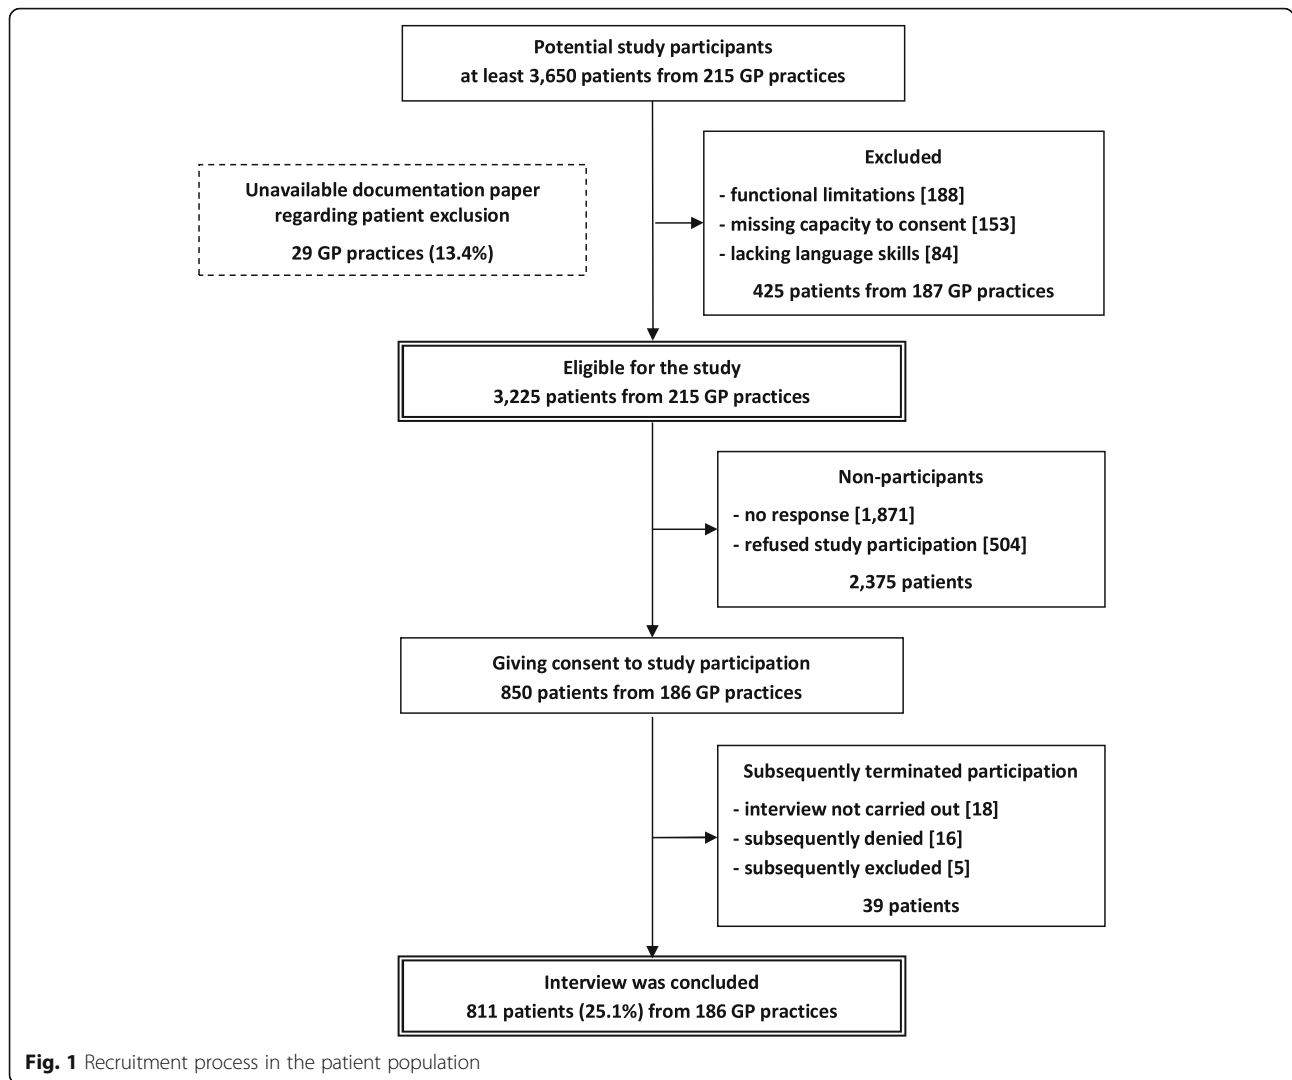 Potential study participants
at least 3,650 patients from 215 GP practices
Excluded
- functional limitations [188]
- missing capacity to consent [153]
- lacking language skills [84]
425 patients from 187 GP practices
Unavailable documentation paper
regarding patient exclusion
29 GP practices (13.4%)
Eligible for the study
3,225 patients from 215 GP practices
Non-participants
- no response [1,871]
- refused study participation [504]
2,375 patients
Giving consent to study participation
850 patients from 186 GP practices
Subsequently terminated participation
- interview not carried out [18]
- subsequently denied [16]
- subsequently excluded [5]
39 patients
Interview was concluded
811 patients (25.1%) from 186 GP practices
Fig. 1 Recruitment process in the patient population